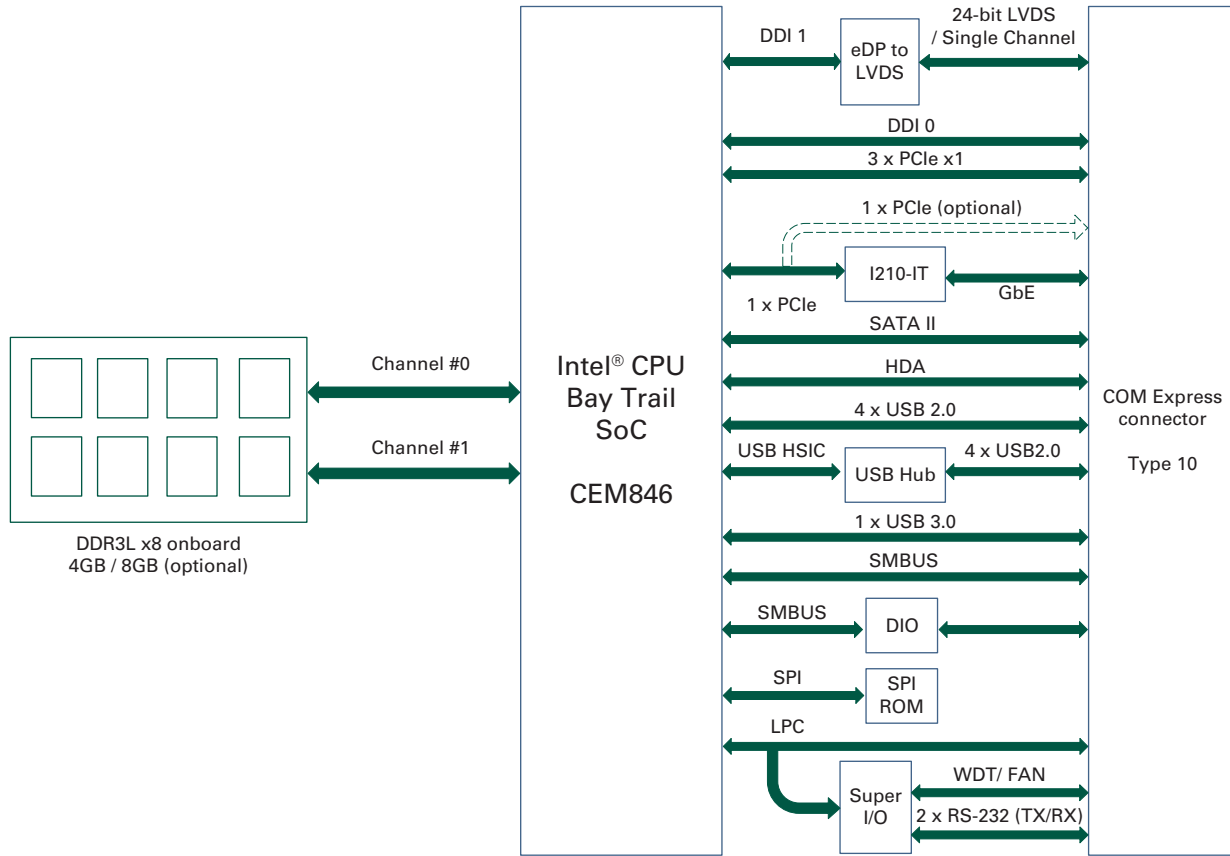 24-bit LVDS
/ Single Channel
DDI 1
eDP to
LVDS
DDI 0
3 x PCIe x1
1 x PCIe (optional)
I210-IT
GbE
1 x PCIe
SATA II
HDA
4 x USB 2.0
USB HSIC
USB Hub
4 x USB2.0
1 x USB 3.0
SMBUS
SMBUS
DIO
SPI
SPI
ROM
LPC
Super
I/O
WDT/ FAN
2 x RS-232 (TX/RX)
Channel #0
Channel #1
DDR3L x8 onboard
4GB / 8GB (optional)
Intel® CPU
Bay Trail
SoC
CEM846
COM Express
connector
Type 10